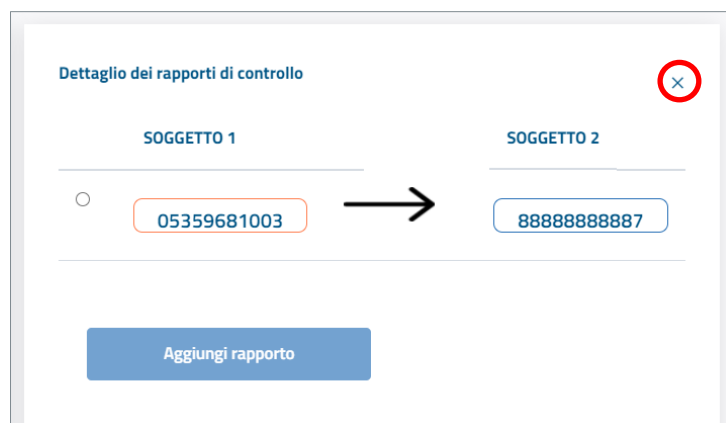 Dettaglio dei rapporti di controllo
SOGGETTO 1 SOGGETTO 2
05359681003 88888888887
Aggiungi rapporto